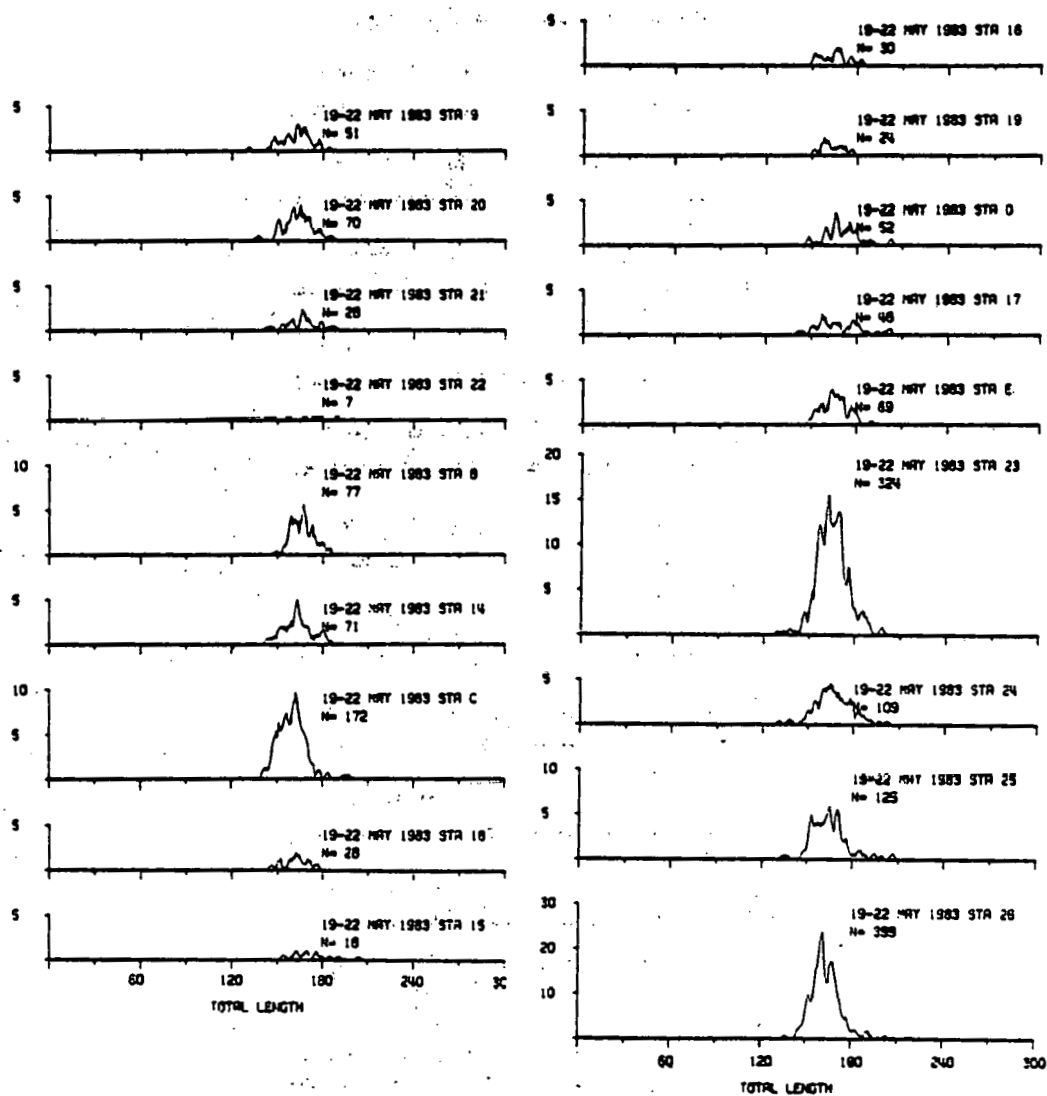 5
19-22 MAY 1983 STA 9
N= 51
5
19-22 MAY 1983 STA 20
N= 70
5
19-22 MAY 1983 STA 21
N= 28
5
19-22 MAY 1983 STA 22
N= 7
10
5
19-22 MAY 1983 STA B
N= 77
5
19-22 MAY 1983 STA 14
N= 71
10
5
19-22 MAY 1983 STA C
N= 172
5
19-22 MAY 1983 STA
N= 28
5
19-22 MAY 1983 STA 15
N=
60 120 180 240 30
TOTAL LENGTH
5
19-22 MAY 1983 STA
N= 30
5
19-22 MAY 1983 STA 19
N= 24
5
19-22 MAY 1983 STA D
N= 52
5
19-22 MAY 1983 STA 17
N= 46
5
19-22 MAY 1983 STA E
N= 69
20
15
10
5
19-22 MAY 1983 STA 23
N= 324
5
19-22 MAY 1983 STA 24
N= 109
10
5
19-22 MAY 1983 STA 25
N= 125
30
20
10
19-22 MAY 1983 STA 26
N=
60 120 180 240 300
TOTAL LENGTH